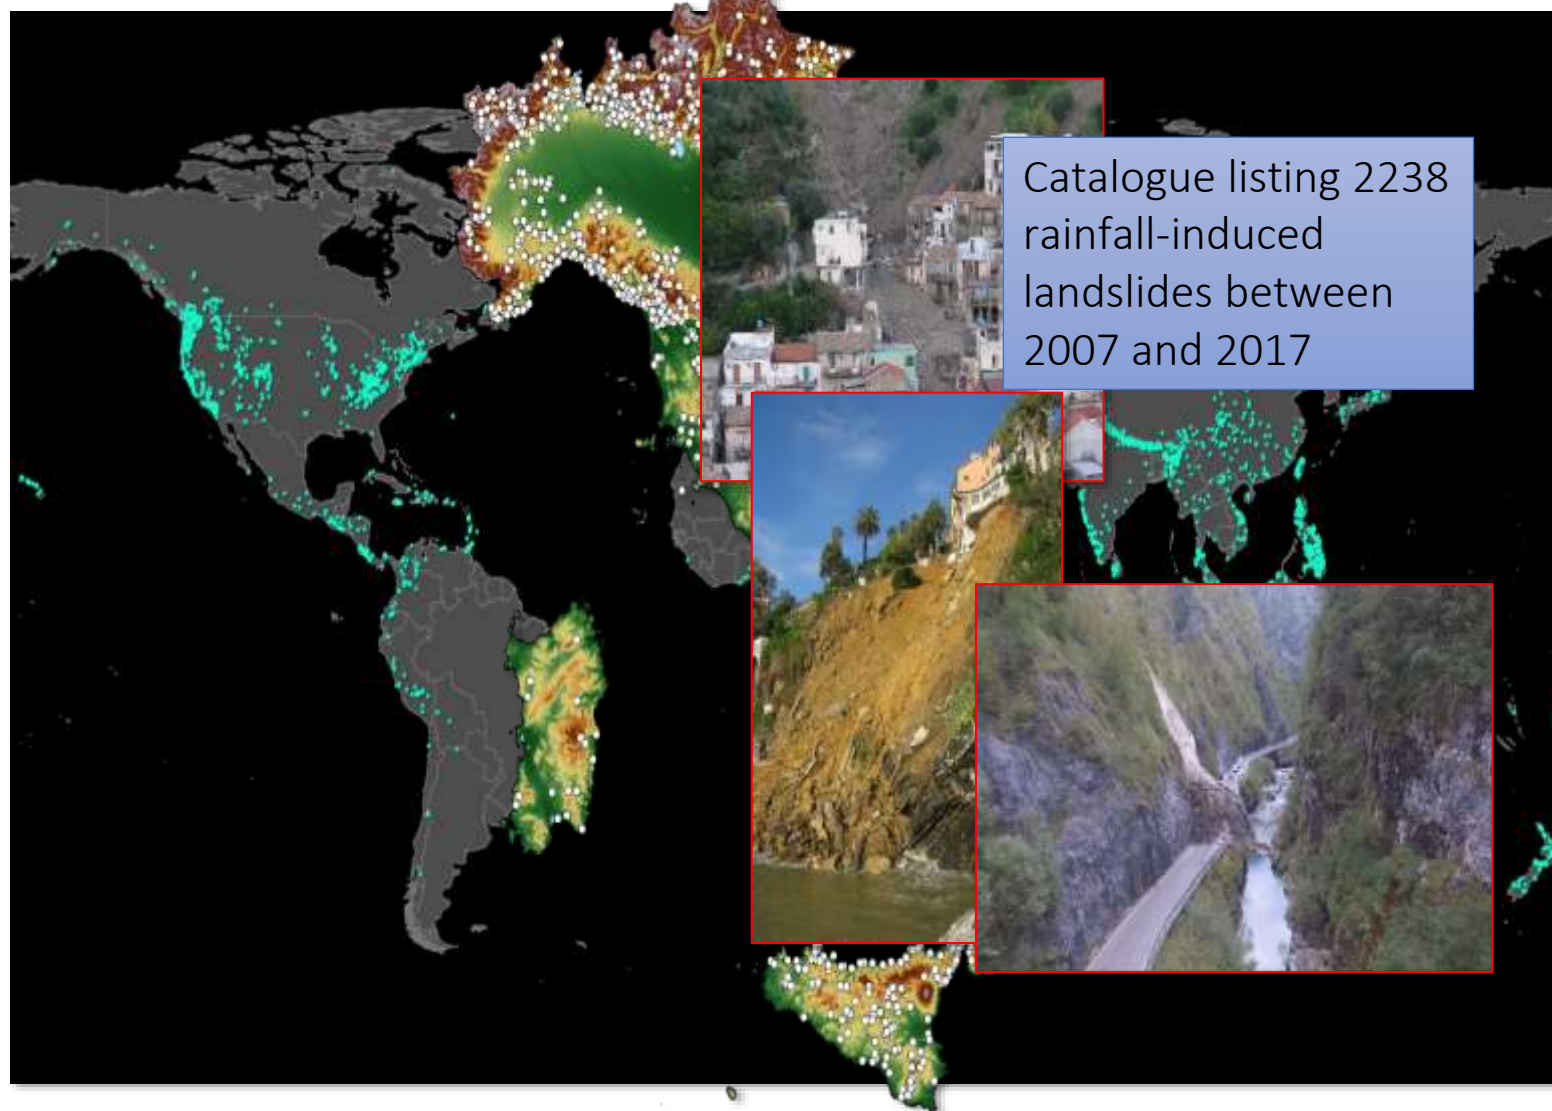 Catalogue listing 2238
rainfall-induced
landslides between
2007 and 2017